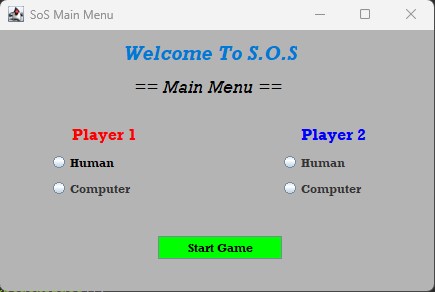 SoS Main Menu
Welcome To S.O.S
== Main Menu ==
Player 1
Player 2
Human
Human
Computer
Computer
Start Game